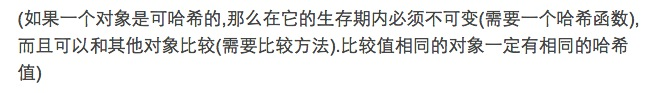 (如果一个对象是可哈希的,那么在它的生存期内必须不可变(需要一个哈希函数),
而且可以和其他对象比较(需要比较方法).比较值相同的对象一定有相同的哈希
值)